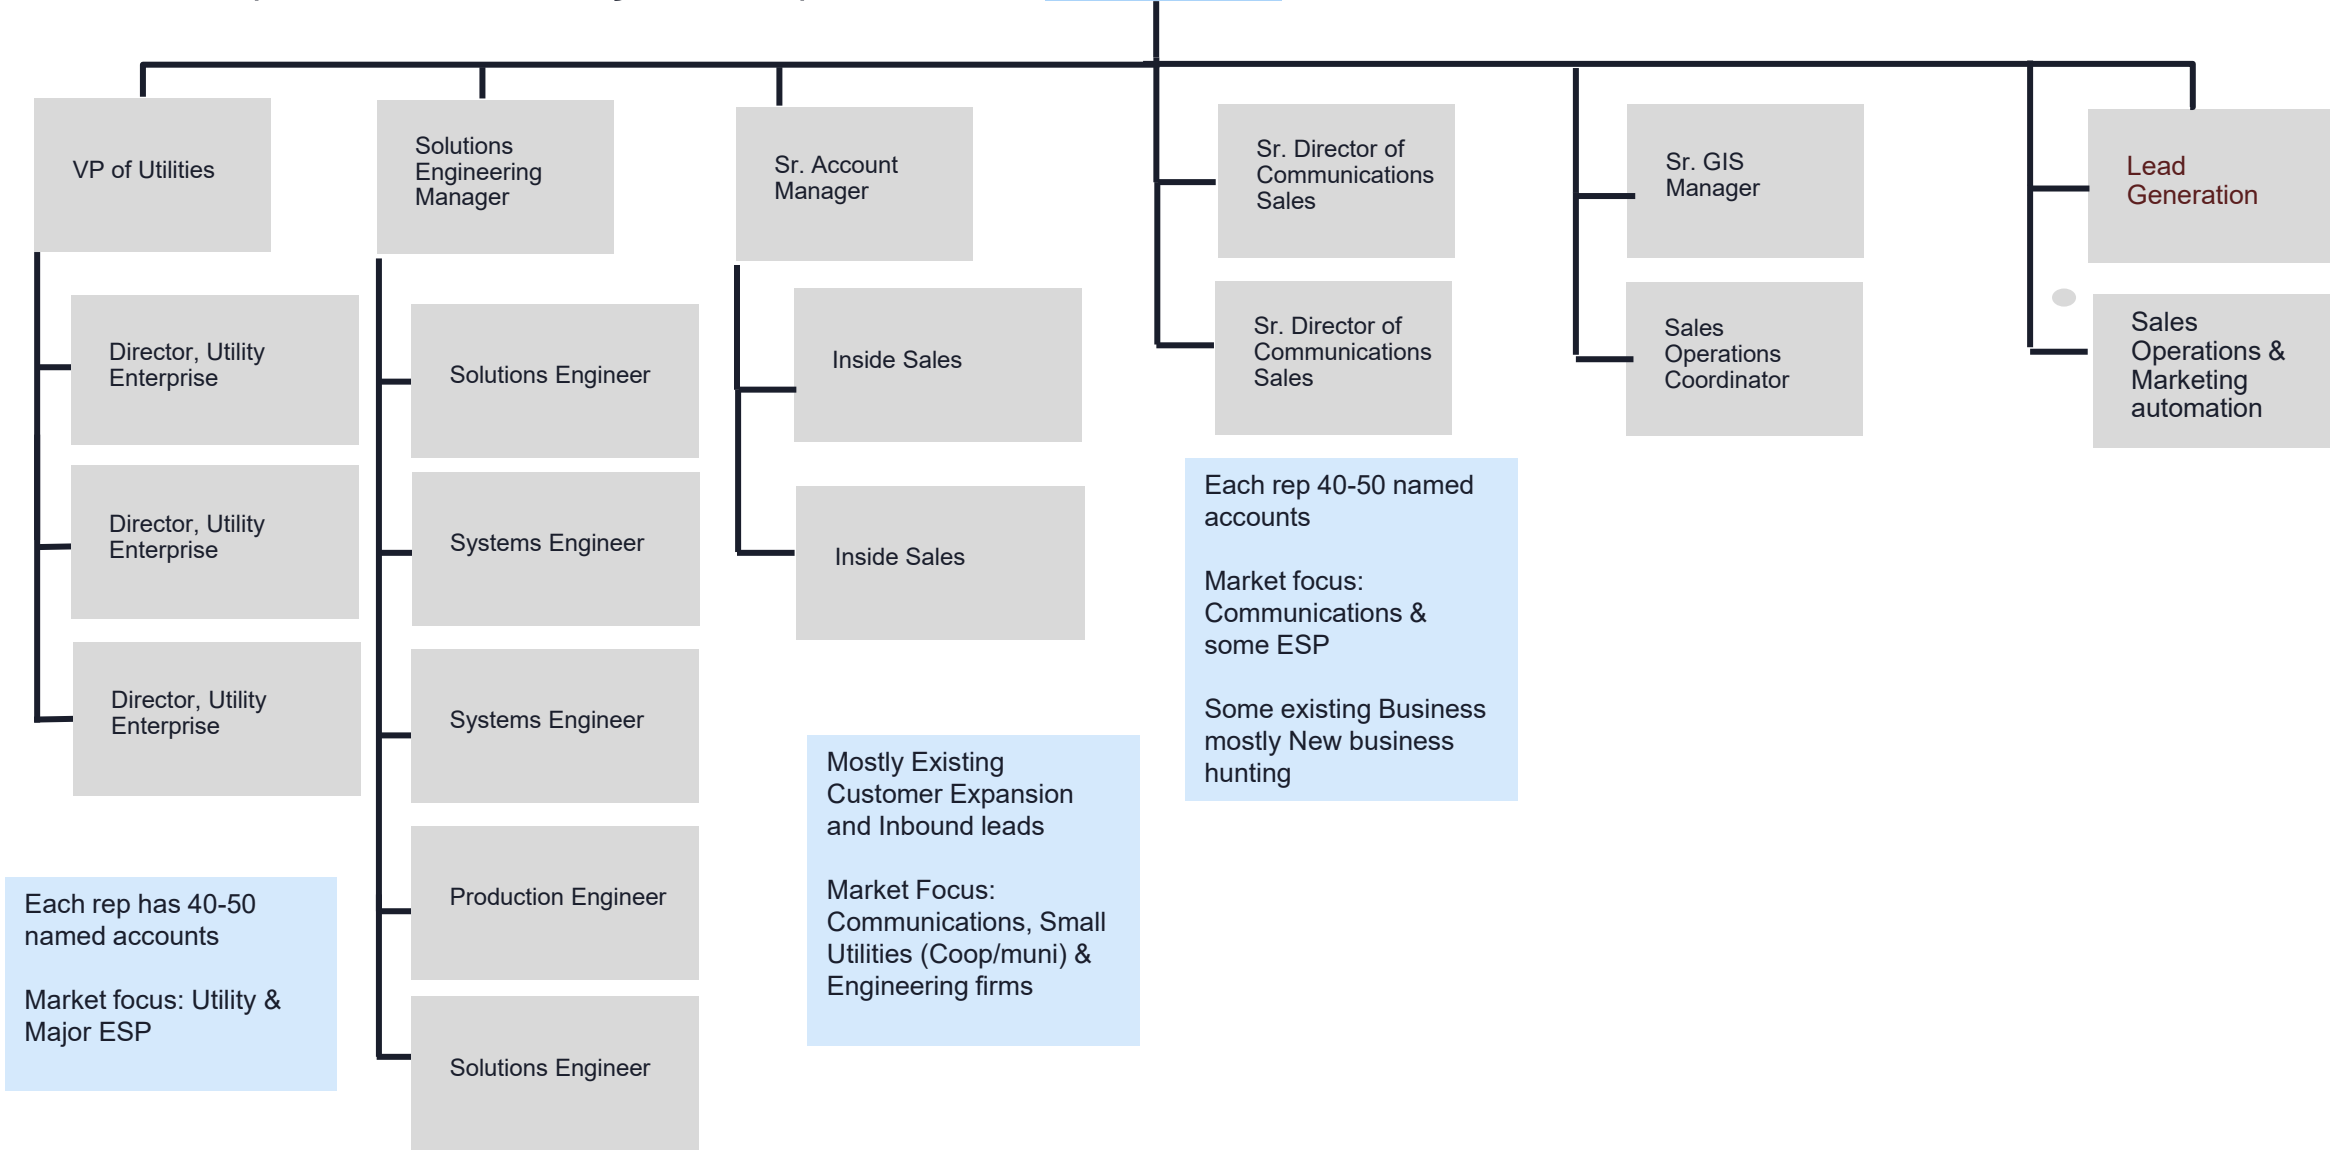 VP of Utilities
Solutions
Engineering
Manager
Sr. Account
Manager
Sr. Director of
Communications
Sales
Sr. GIS
Manager
Lead
Generation
Director, Utility
Enterprise
Director, Utility
Enterprise
Director, Utility
Enterprise
Solutions Engineer
Systems Engineer
Systems Engineer
Production Engineer
Solutions Engineer
Inside Sales
Inside Sales
Sr. Director of
Communications
Sales
Sales
Operations
Coordinator
Sales
Operations &
Marketing
automation
Each rep has 40-50
named accounts
Market focus: Utility &
Major ESP
Mostly Existing
Customer Expansion
and Inbound leads
Market Focus:
Communications, Small
Utilities (Coop/muni) &
Engineering firms
Each rep 40-50 named
accounts
Market focus:
Communications &
some ESP
Some existing Business
mostly New business
hunting